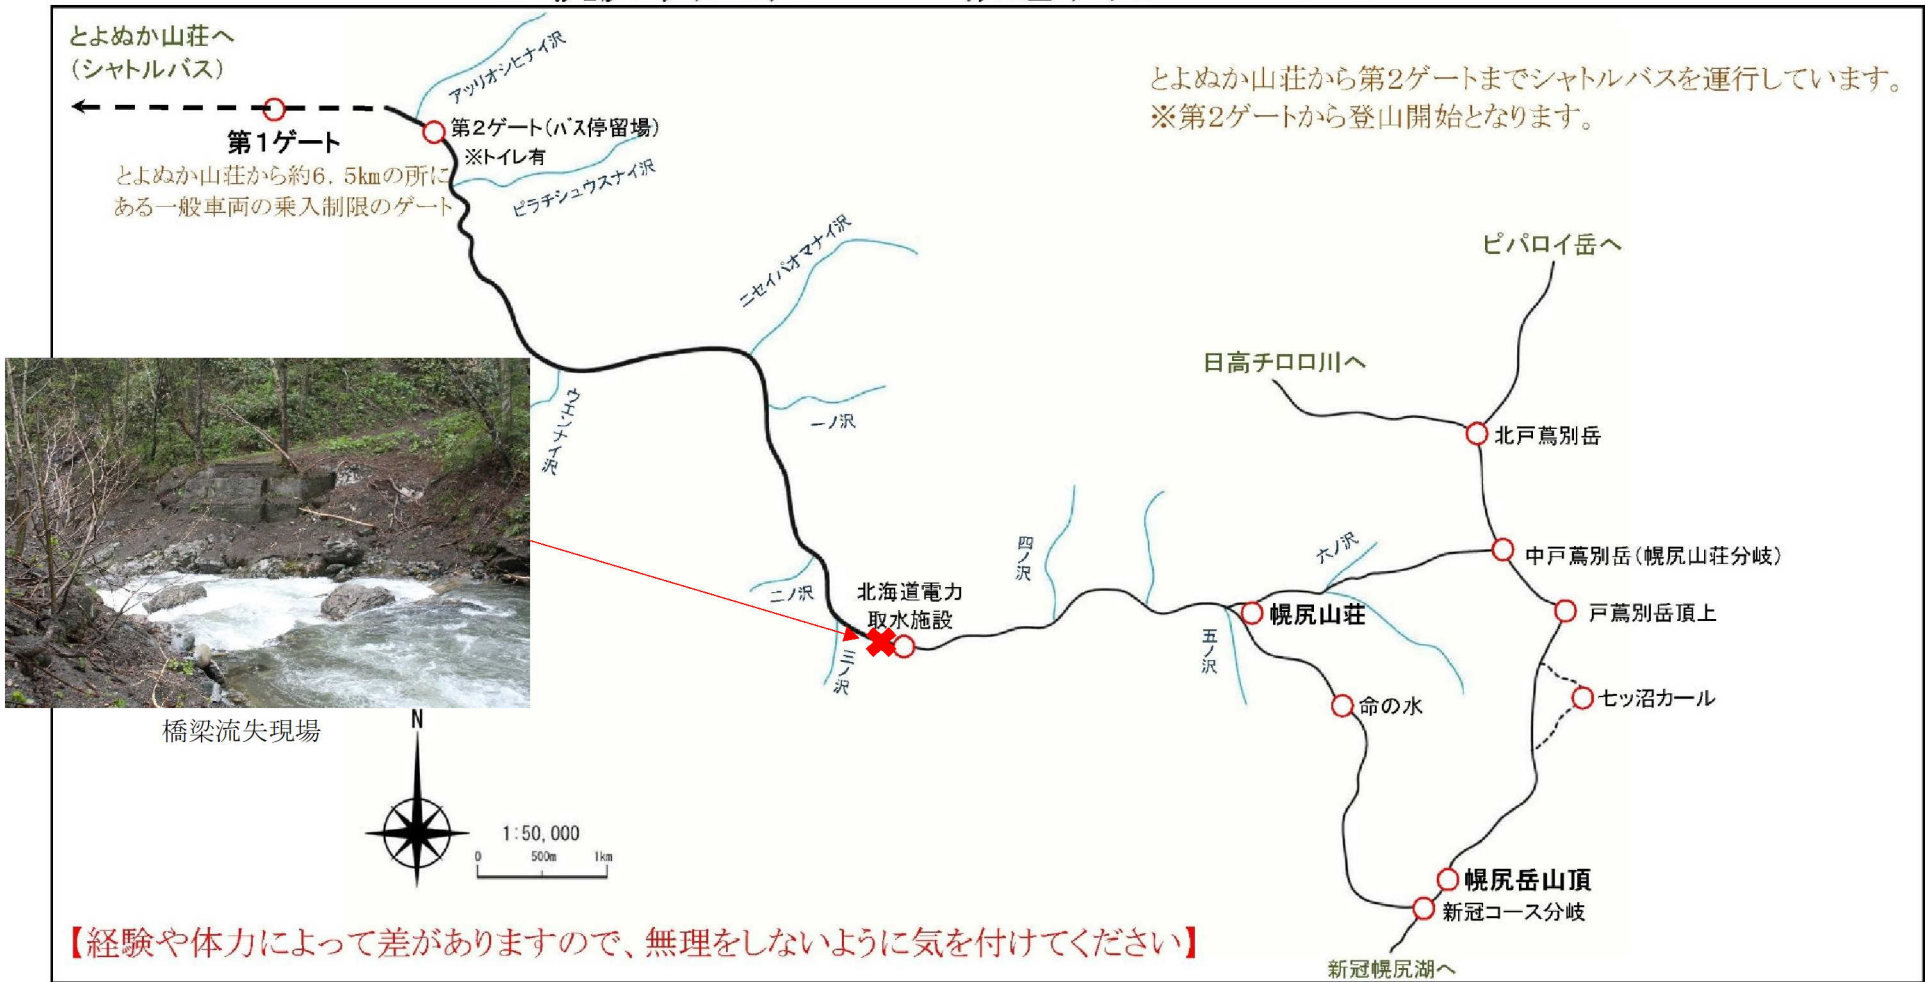 とよぬか山荘へ
(シャトルバス)
第1ゲート
とよぬか山荘から約6.5kmの所に
ある一般車両の乗入制限のゲート
アッリオシヒナイ沢
第2ゲート(バス停留場)
※トイレ有
ピラチシュウスナイ沢
とよぬか山荘から第2ゲートまでシャトルバスを運行しています。
※第2ゲートから登山開始となります。
ニセイパオマナイ沢
ピパロイ岳へ
日高チロロ川へ
ウエンナイ沢
一ノ沢
北戸蔦別岳
四ノ沢
六ノ沢
中戸蔦別岳(幌尻山荘分岐)
二ノ沢
北海道電力
取水施設
幌尻山荘
戸蔦別岳頂上
三ノ沢
五ノ沢
命の水
七ッ沼カール
橋梁流失現場
N
1:50,000
0 500m 1km
幌尻岳山頂
新冠コース分岐
【経験や体力によって差がありますので、無理をしないように気を付けてください】
新冠幌尻湖へ